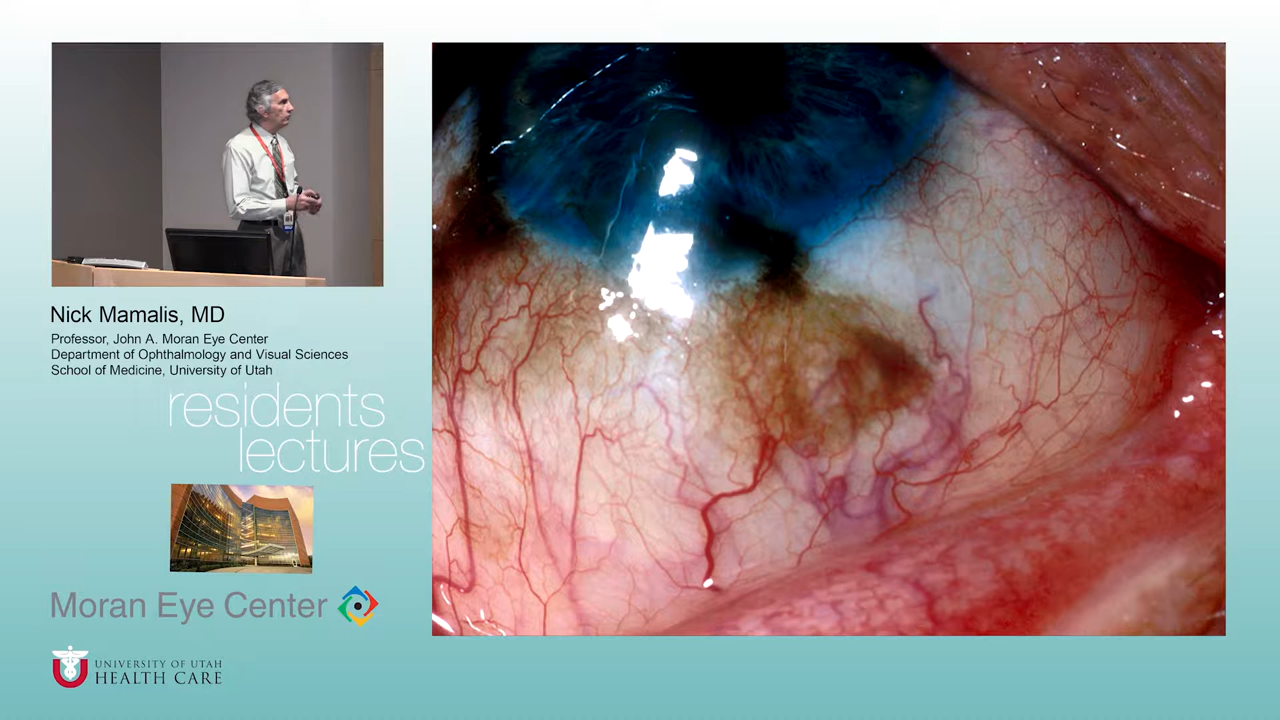 Nick Mamalis, MD
Professor, John A. Moran Eye Center
Department of Ophthalmology and Visual Sciences
School of Medicine, University of Utah
residents
lectures
Moran Eye Center
UNIVERSITY OF UTAH
HEALTH CARE